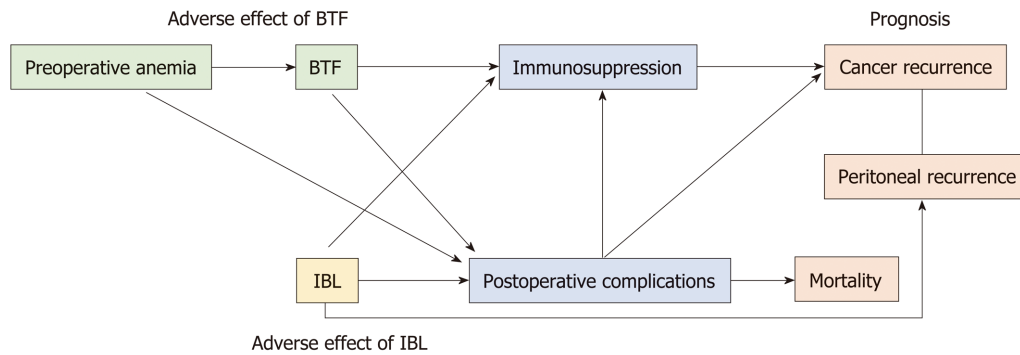 Adverse effect of BTF
Prognosis
Preoperative anemia
BTF
Immunosuppression
Cancer recurrence
Peritoneal recurrence
IBL
Postoperative complications
Mortality
Adverse effect of IBL